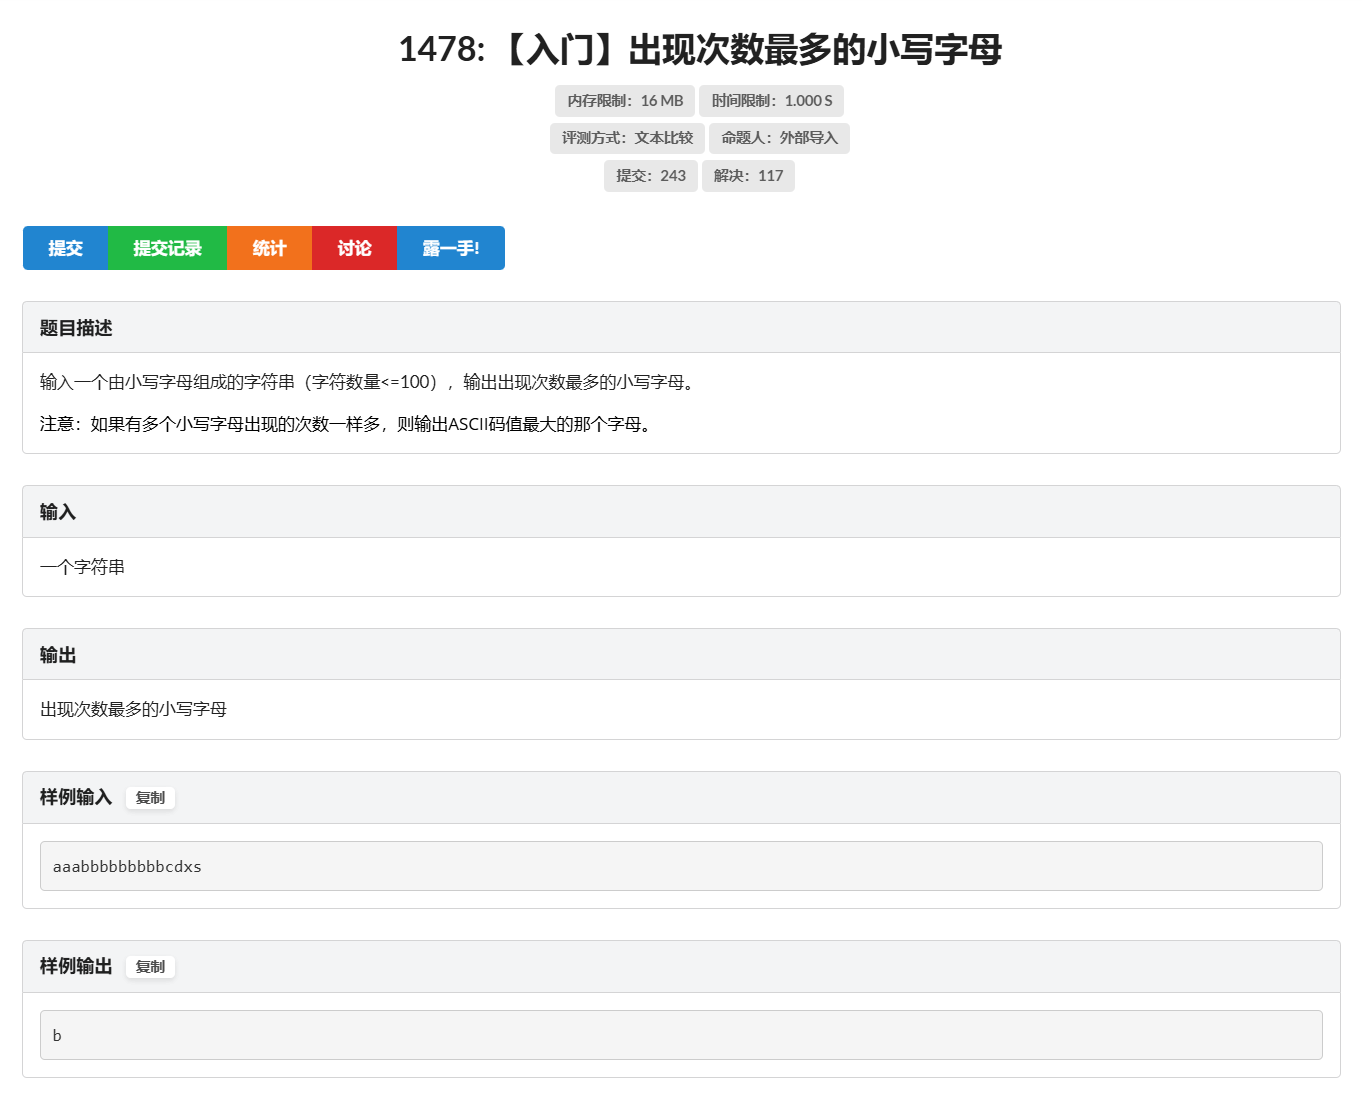 1478: 【入门】出现次数最多的小写字母
内存限制：16 MB 时间限制：1.000 S
评测方式：文本比较 命题人：外部导入
提交：243 解决：117
提交 提交记录 统计 讨论 露一手!
题目描述
输入一个由小写字母组成的字符串（字符数量<=100），输出出现次数最多的小写字母。
注意：如果有多个小写字母出现的次数一样多，则输出ASCII码值最大的那个字母。
输入
一个字符串
输出
出现次数最多的小写字母
样例输入 复制
aaabbbbbbbbbcdxs
样例输出 复制
b